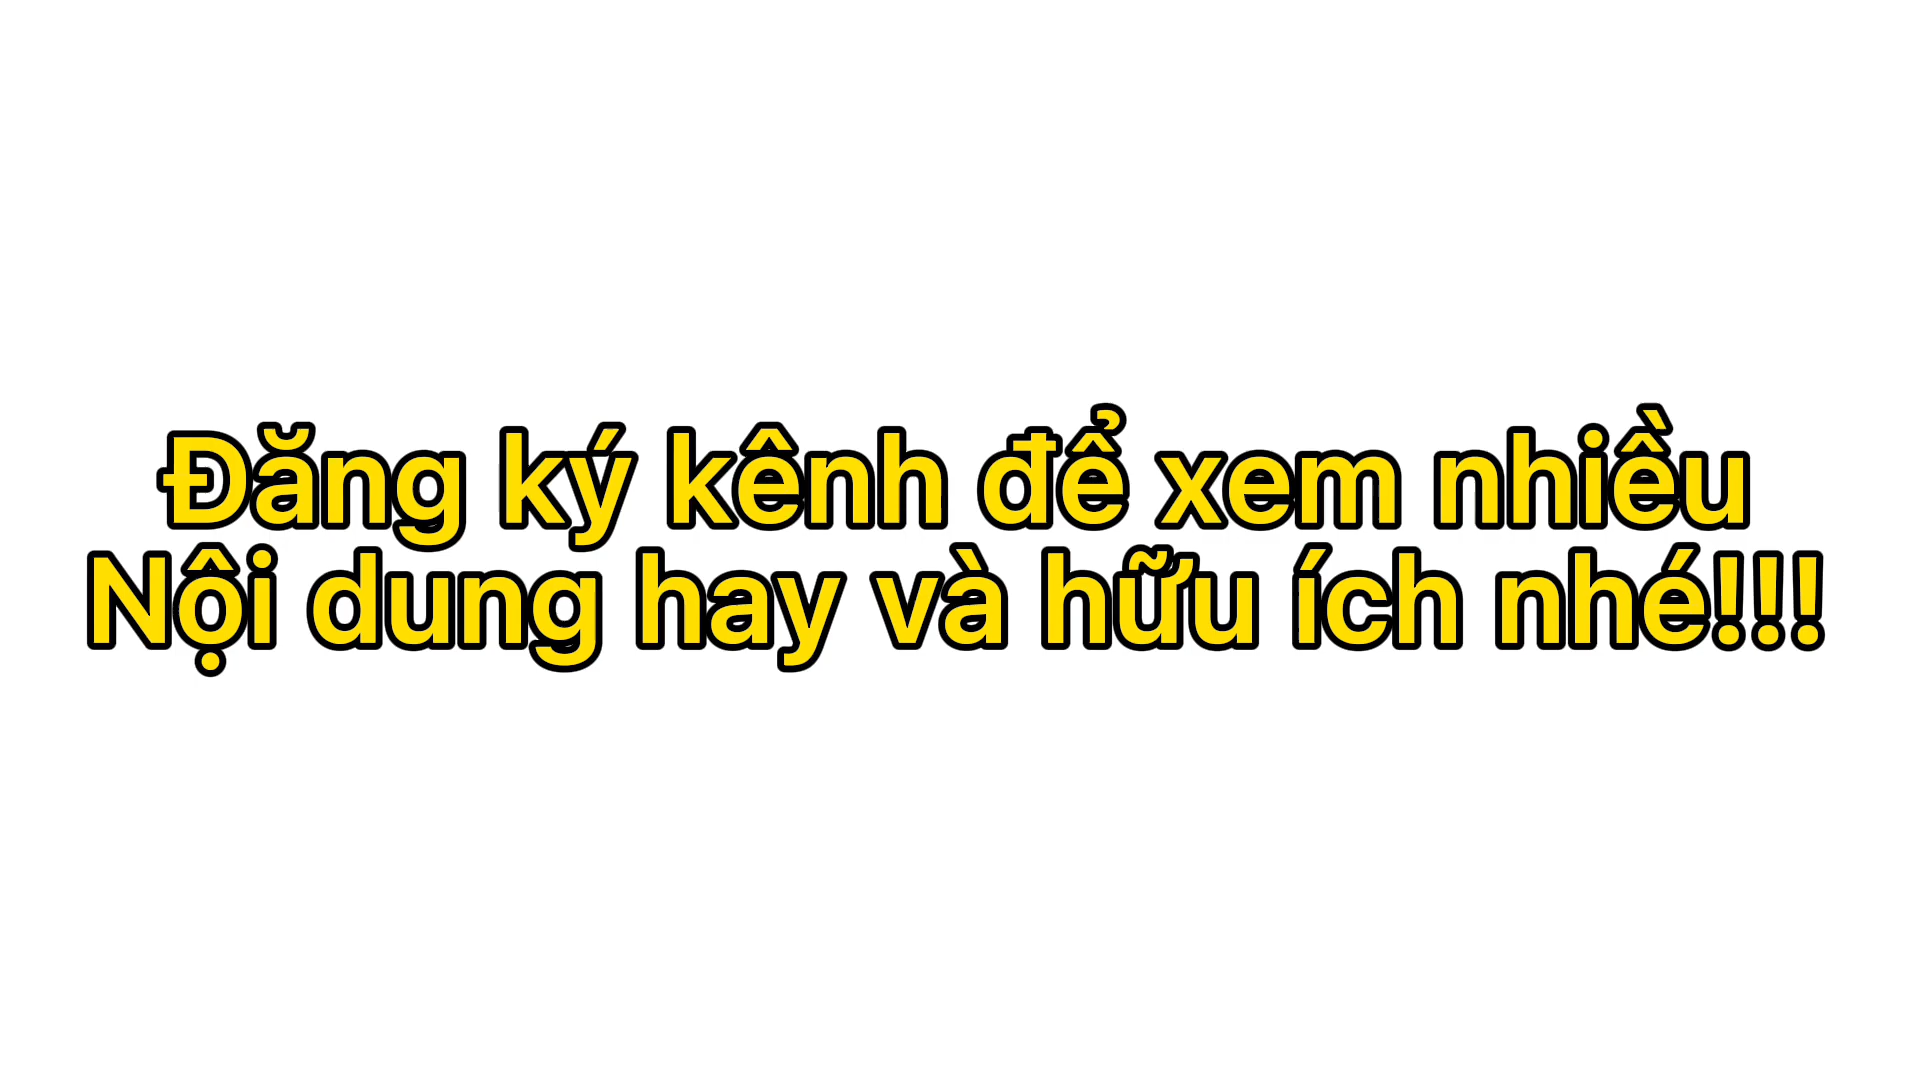 Đăng ký kênh để xem nhiều
Nội dung hay và hữu ích nhé!!!